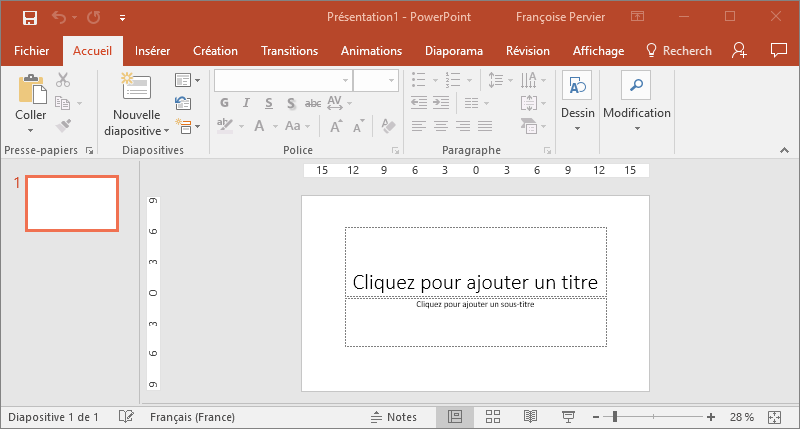 Présentation1 - PowerPoint
Françoise Pervier
Fichier Accueil Insérer Création Transitions Animations Diaporama Révision Affichage Recherch
Coller
Nouvelle
diapositive
G I S S abc AV
A Aa A A
Dessin
Modification
Presse-papiers Diapositives Police Paragraphe
15 12 9 6 3 0 3 6 9 12 15
1
9
6
3
0
3
6
9
Cliquez pour ajouter un titre
Cliquez pour ajouter un sous-titre
Diapositive 1 de 1 Français (France) Notes 28 %